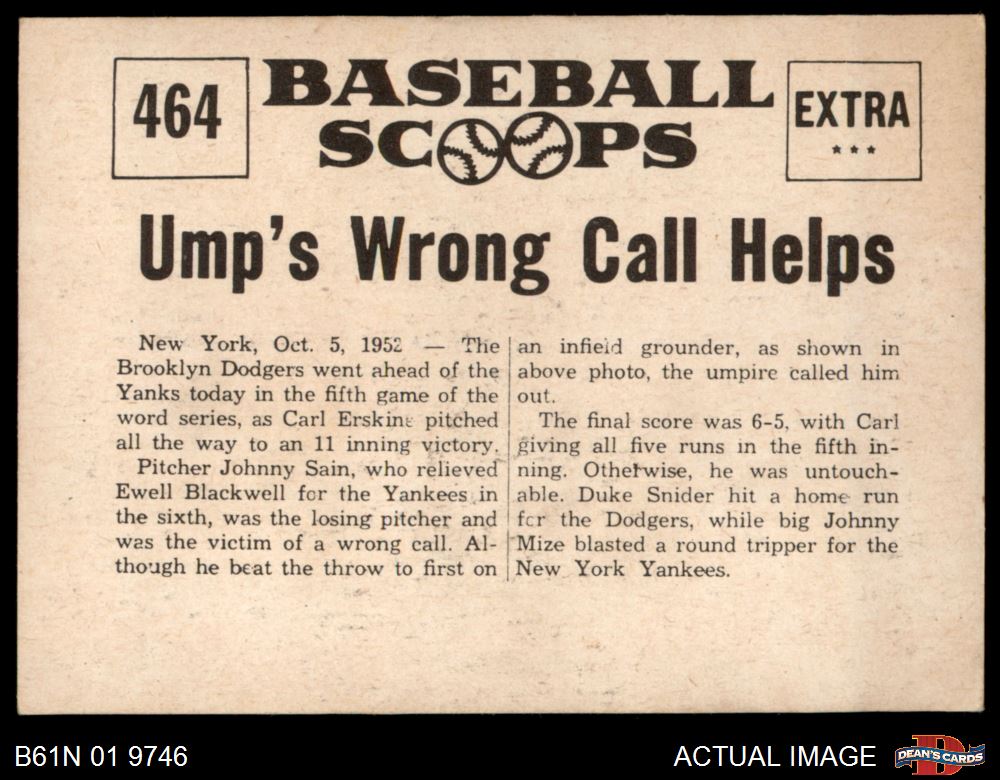 464
BASEBALL
SCOOPS
EXTRA
***
Ump's Wrong Call Helps
New York, Oct. 5, 1952 — The
Brooklyn Dodgers went ahead of the
Yanks today in the fifth game of the
word series, as Carl Erskine pitched
all the way to an 11 inning victory.
Pitcher Johnny Sain, who relieved
Ewell Blackwell for the Yankees in
the sixth, was the losing pitcher and
was the victim of a wrong call. Al-
though he beat the throw to first on
an infield grounder, as shown in
above photo, the umpire called him
out.
The final score was 6-5, with Carl
giving all five runs in the fifth in-
ning. Otherwise, he was untouch-
able. Duke Snider hit a home run
for the Dodgers, while big Johnny
Mize blasted a round tripper for the
New York Yankees.
B61N 01 9746
ACTUAL IMAGE
DEAN'S CARDS